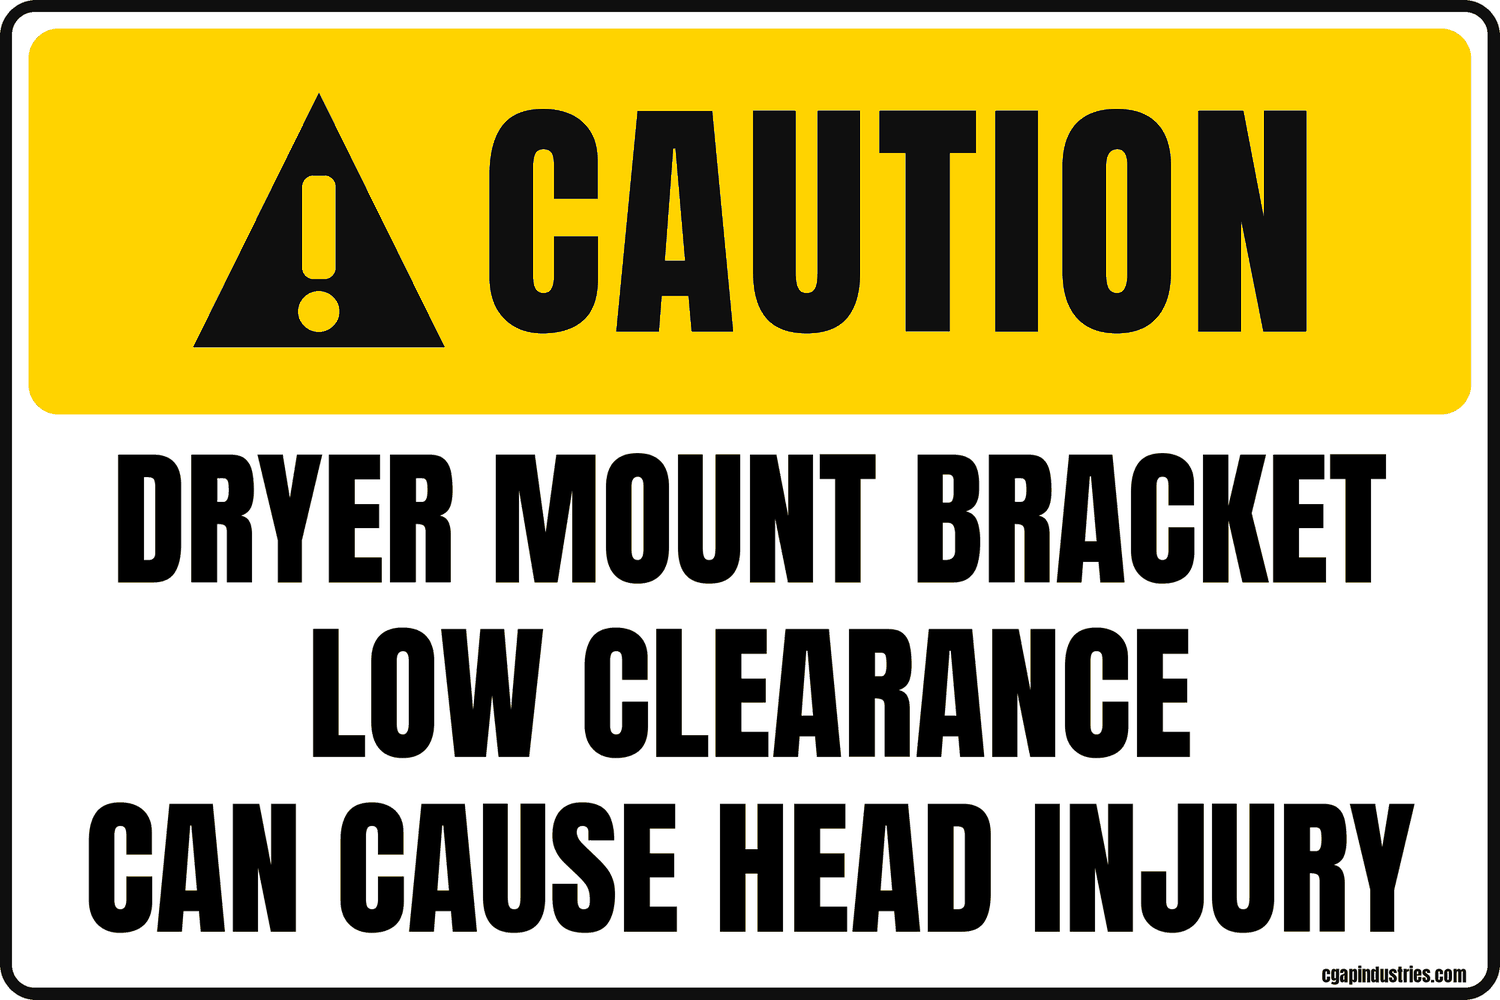 CAUTION
DRYER MOUNT BRACKET
LOW CLEARANCE
CAN CAUSE HEAD INJURY
cgapindustries.com